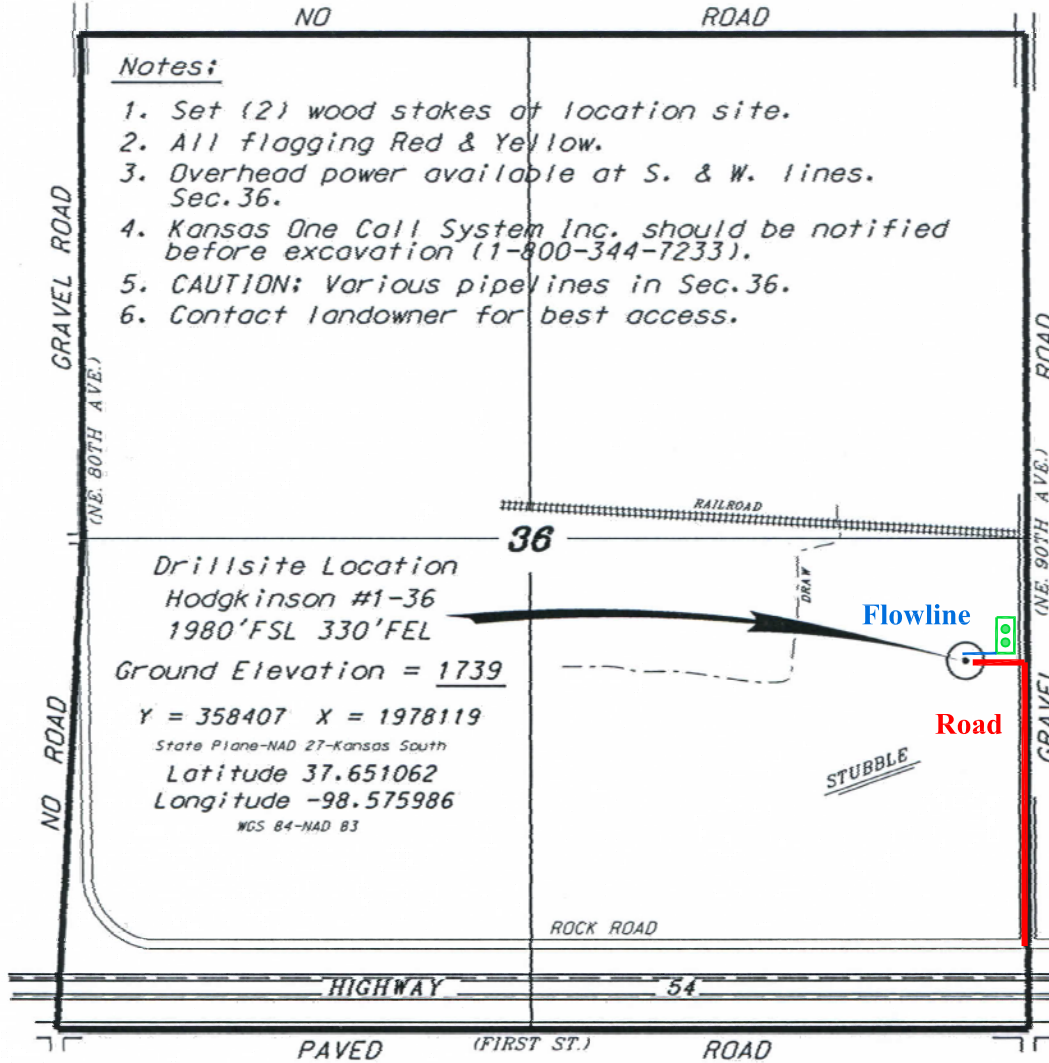 NO ROAD
Notes:
1. Set (2) wood stakes at location site.
2. All flagging Red & Yellow.
3. Overhead power available at S. & W. lines.
Sec.36.
4. Kansas One Call System Inc. should be notified
before excavation (1-800-344-7233).
5. CAUTION: Various pipelines in Sec.36.
6. Contact landowner for best access.
GRAVEL ROAD
(NE. 80TH AVE.)
ROAD
(NE. 90TH AVE.)
GRAVEL
RAILROAD
36
DRAW
Drillsite Location
Hodgkinson #1-36
1980'FSL 330'FEL
Ground Elevation = 1739
Y = 358407 X = 1978119
State Plane-NAD 27-Kansas South
Latitude 37.651062
Longitude -98.575986
WGS 84-NAD 83
Flowline
Road
STUBBLE
NO ROAD
ROCK ROAD
HIGHWAY 54
PAVED (FIRST ST.) ROAD